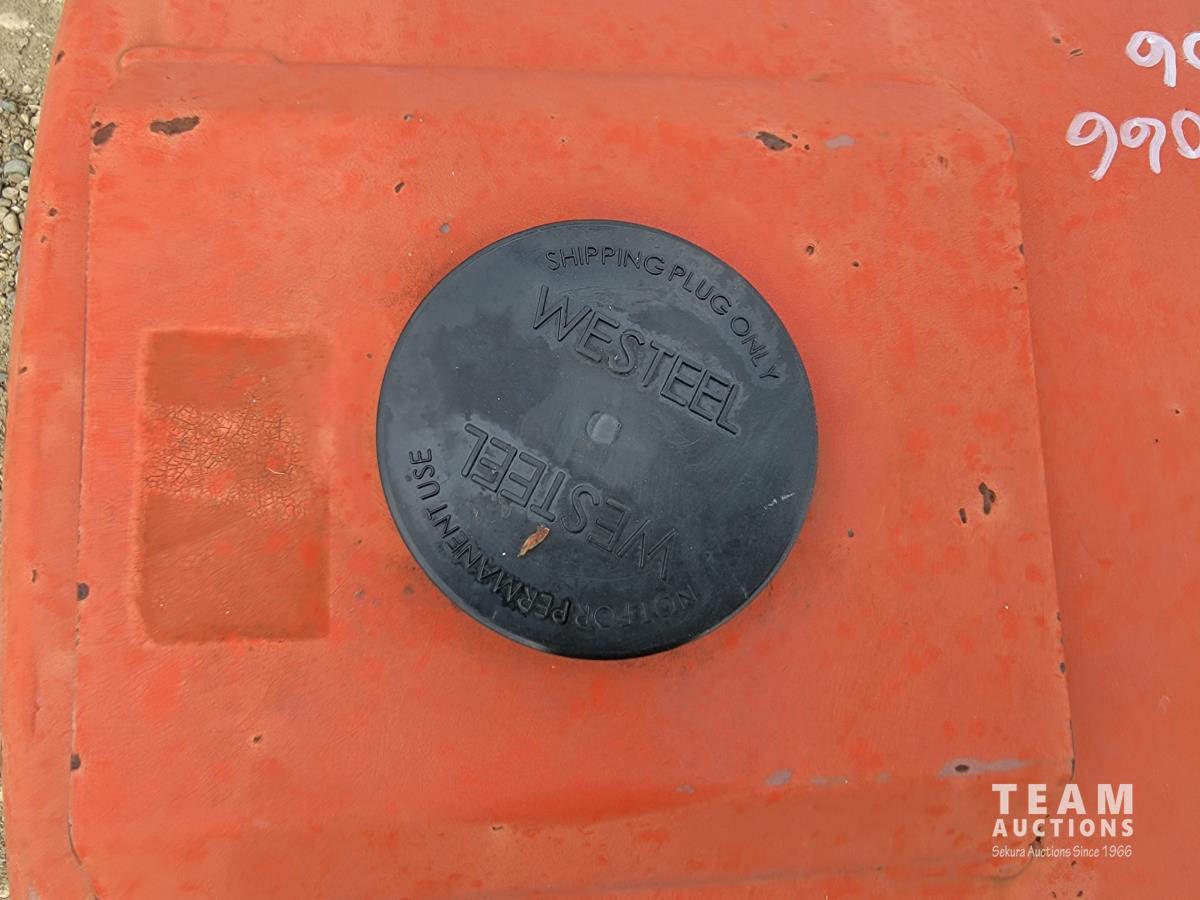 SHIPPING PLUG ONLY
WESTEEL
WESTEEL
NOT FOR PERMANENT USE
TEAM
AUCTIONS
Sekura Auctions Since 1966